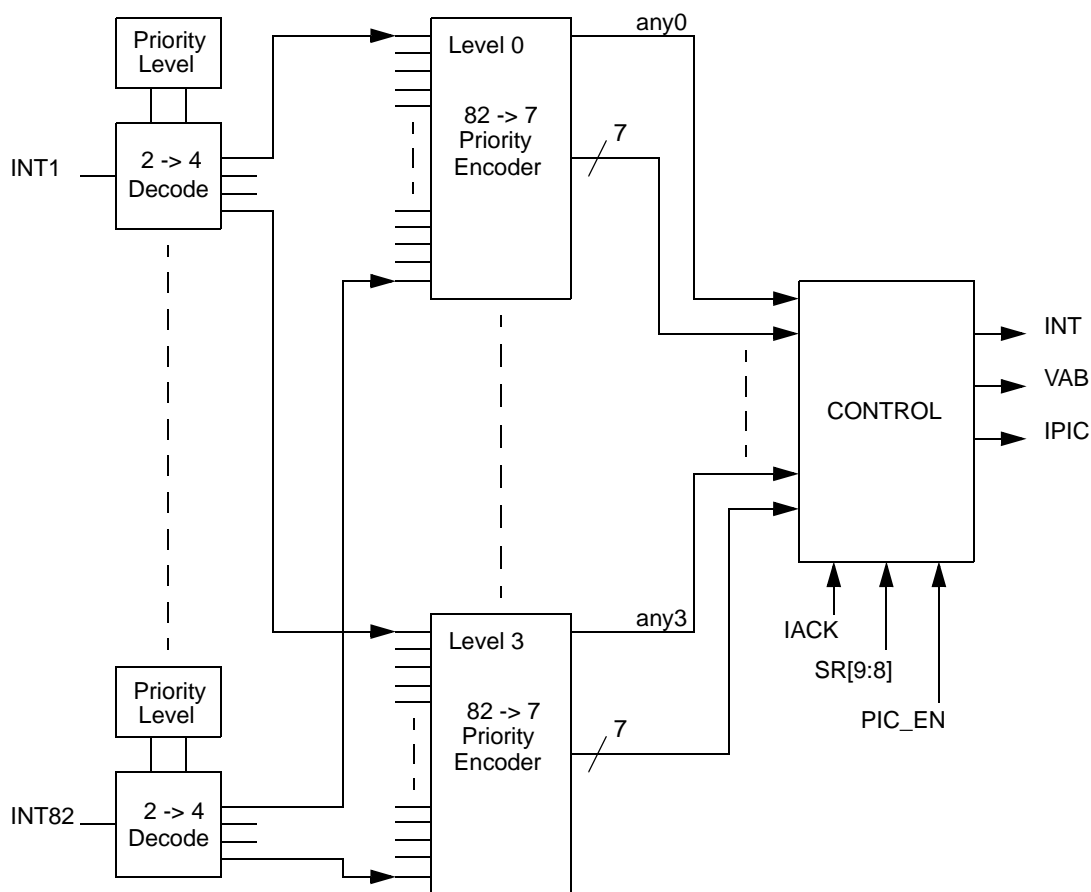 Priority
Level
INT1
2 -> 4
Decode
Level 0
82 -> 7
Priority
Encoder
any0
7
INT
VAB
IPIC
CONTROL
IACK
SR[9:8]
PIC_EN
Priority
Level
INT82
2 -> 4
Decode
Level 3
82 -> 7
Priority
Encoder
any3
7